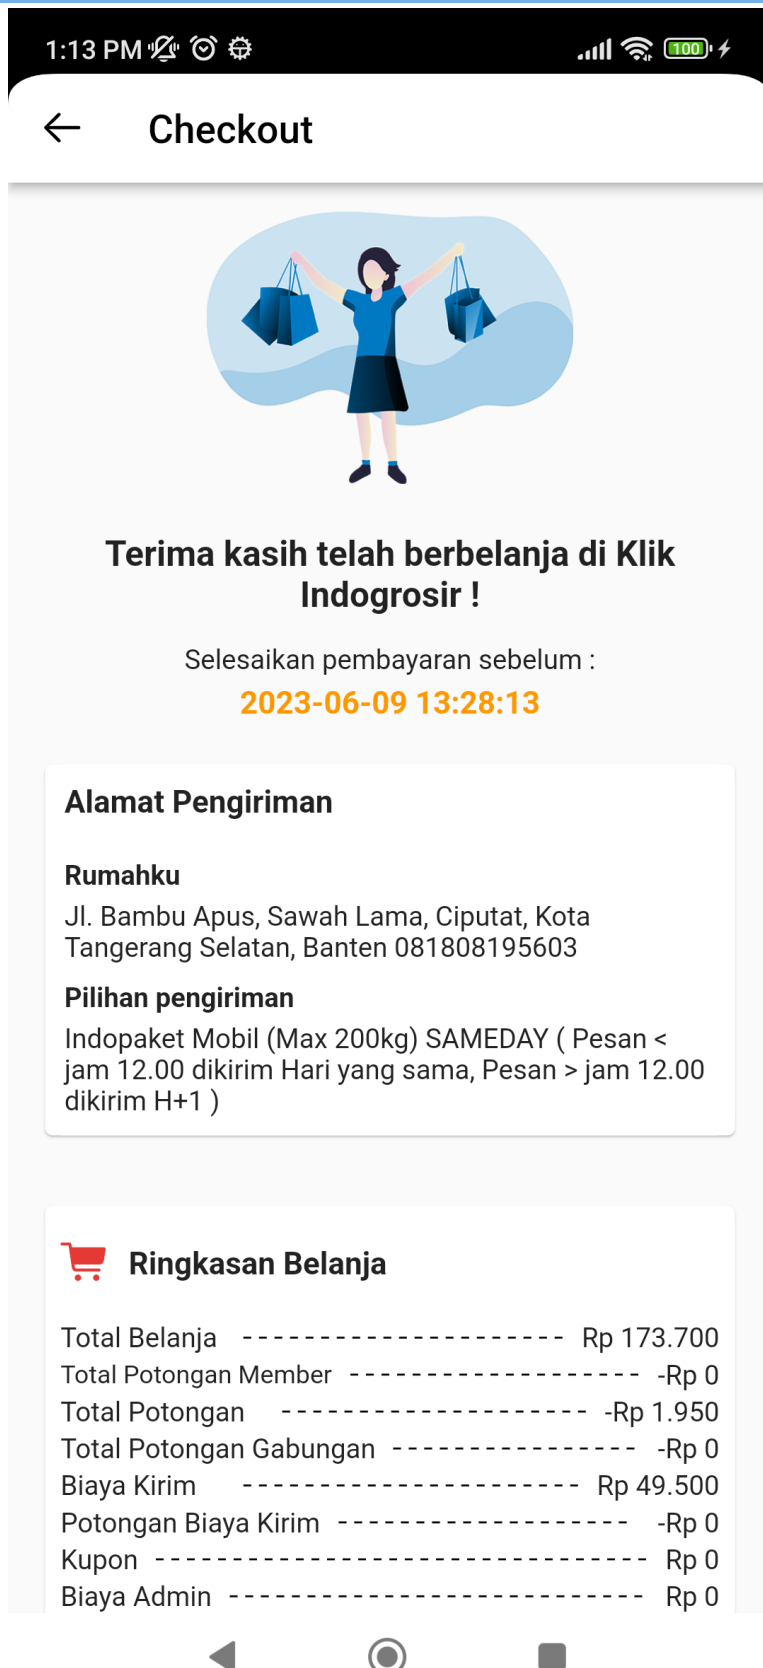 1:13 PM
100
Checkout
Terima kasih telah berbelanja di Klik
Indogrosir !
Selesaikan pembayaran sebelum :
2023-06-09 13:28:13
Alamat Pengiriman
Rumahku
Jl. Bambu Apus, Sawah Lama, Ciputat, Kota
Tangerang Selatan, Banten 081808195603
Pilihan pengiriman
Indopaket Mobil (Max 200kg) SAMEDAY ( Pesan <
jam 12.00 dikirim Hari yang sama, Pesan > jam 12.00
dikirim H+1 )
Ringkasan Belanja
Total Belanja --------------------- Rp 173.700
Total Potongan Member ------------------- -Rp 0
Total Potongan -------------------- -Rp 1.950
Total Potongan Gabungan ---------------- -Rp 0
Biaya Kirim ---------------------- Rp 49.500
Potongan Biaya Kirim ------------------- -Rp 0
Kupon -------------------------------- Rp 0
Biaya Admin --------------------------- Rp 0